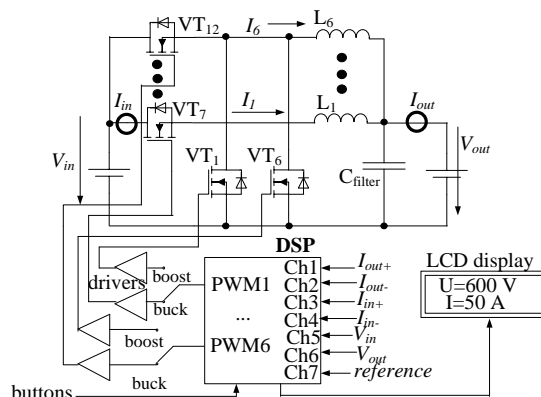 VT12 I6 L6
Iin VT7 I1 L1 Iout
Vin VT1 VT6 Cfilter Vout
DSP
LCD display
drivers boost
PWM1 Ch1 Iout+
Ch2 Iout-
buck Ch3 Iin+
... Ch4 Iin-
boost Ch5 Vin
PWM6 Ch6 Vout
buck Ch7 reference
U=600 V
I=50 A
buttons